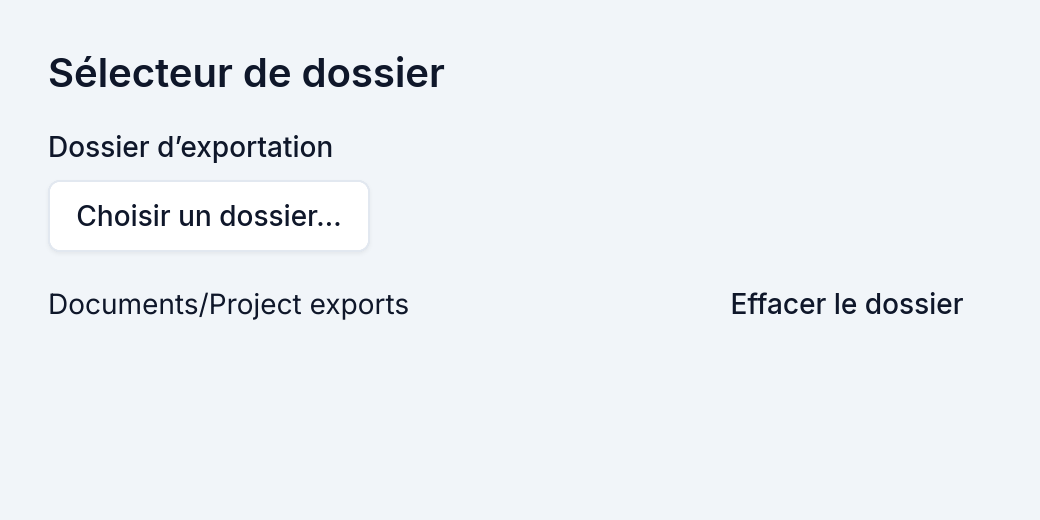 Sélecteur de dossier
Dossier d’exportation
Choisir un dossier…
Documents/Project exports
Effacer le dossier